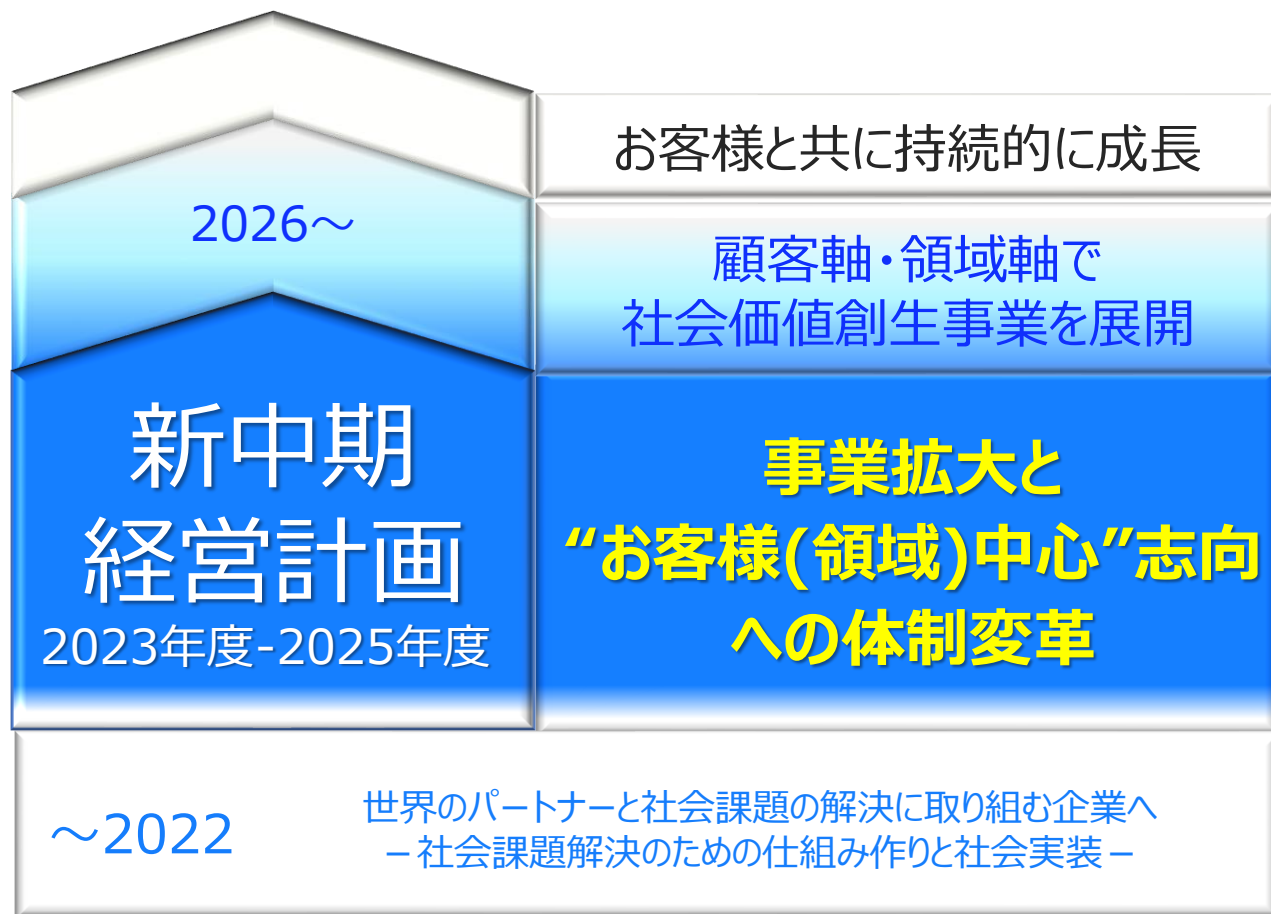 お客様と共に持続的に成長
2026～
顧客軸・領域軸で
社会価値創生事業を展開
新中期
経営計画
2023年度-2025年度
事業拡大と
“お客様(領域)中心”志向
への体制変革
～2022
世界のパートナーと社会課題の解決に取り組む企業へ
－社会課題解決のための仕組み作りと社会実装－